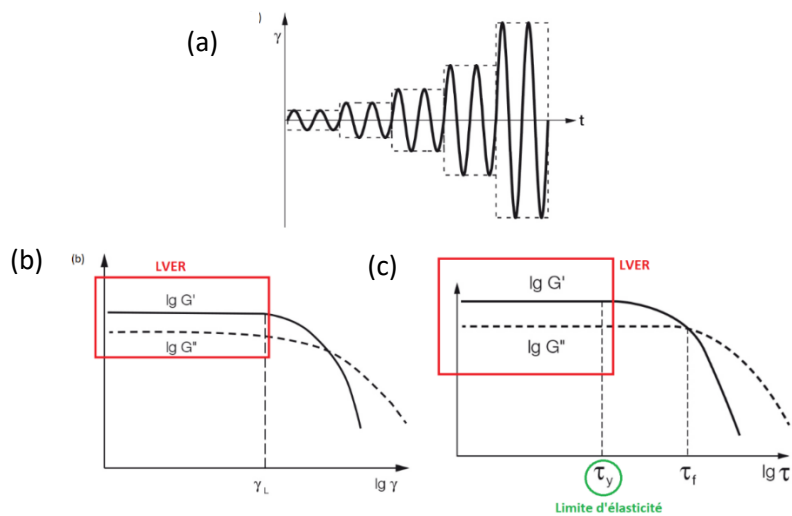 (a)
)
γ
t
(b)
(b)
LVER
lg G'
lg G"
γL
lg γ
(c)
LVER
lg G'
lg G"
τy
τf
lg τ
Limite d'élasticité